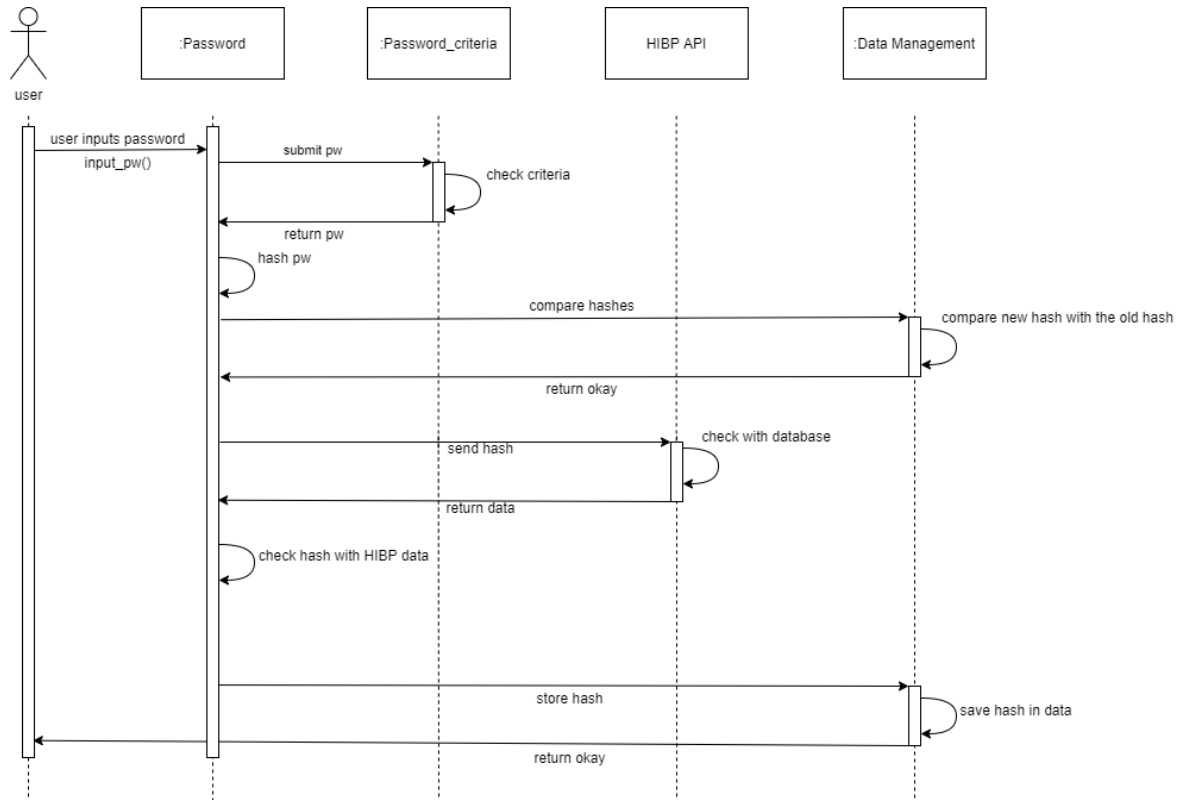 :Password
:Password_criteria
HIBP API
:Data Management
user
user inputs password
input_pw()
submit pw
check criteria
return pw
hash pw
compare hashes
compare new hash with the old hash
return okay
send hash
check with database
return data
check hash with HIBP data
store hash
save hash in data
return okay